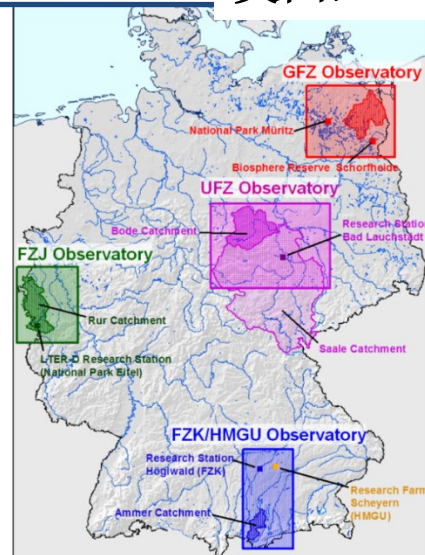 GFZ Observatory
National Park Müritz
Biosphere Reserve Schorfheide
UFZ Observatory
Bode Catchment
Research Station
Bad Lauchstädt
FZJ Observatory
Rur Catchment
Saale Catchment
LTER-D Research Station
(National Park Eifel)
FZK/HMGU Observatory
Research Station
Höglwald (FZK)
Research Farm
Scheyern
(HMGU)
Ammer Catchment